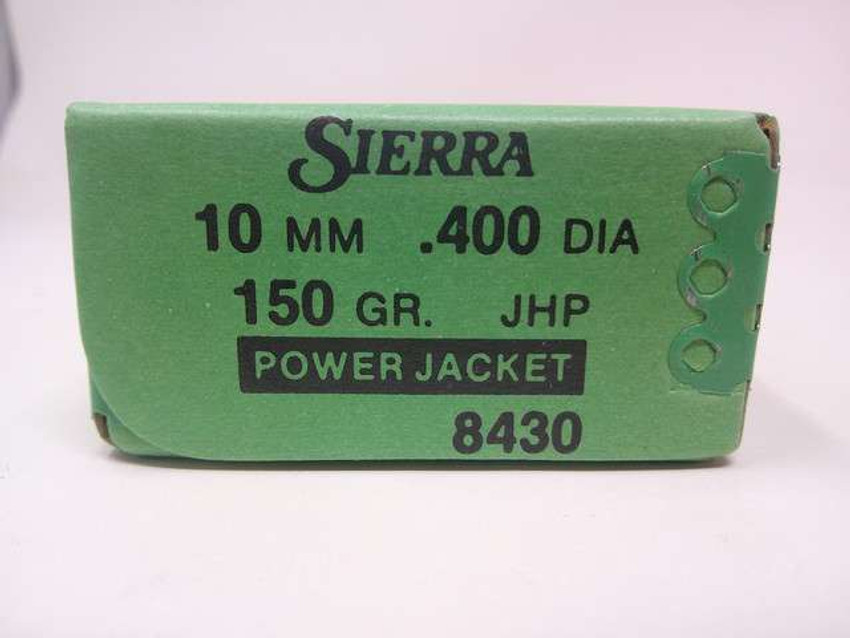 SIERRA
10 MM .400 DIA
150 GR. JHP
POWER JACKET
8430